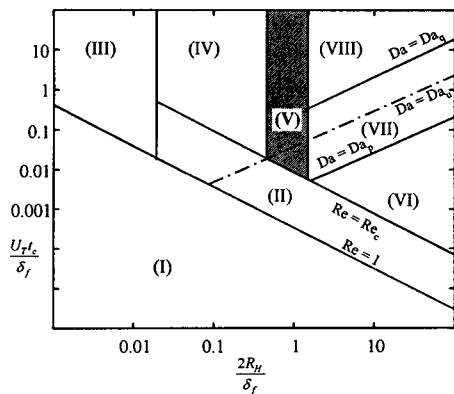 (III)
(IV)
(V)
(VIII)
Da = Da_q
Da = Da_u
(VII)
Da = Da_p
(II)
(VI)
Re = Re_c
Re = 1
(I)
10
1
0.1
0.01
0.001
U_T t_c
δ_f
0.01
0.1
1
10
2R_H
δ_f